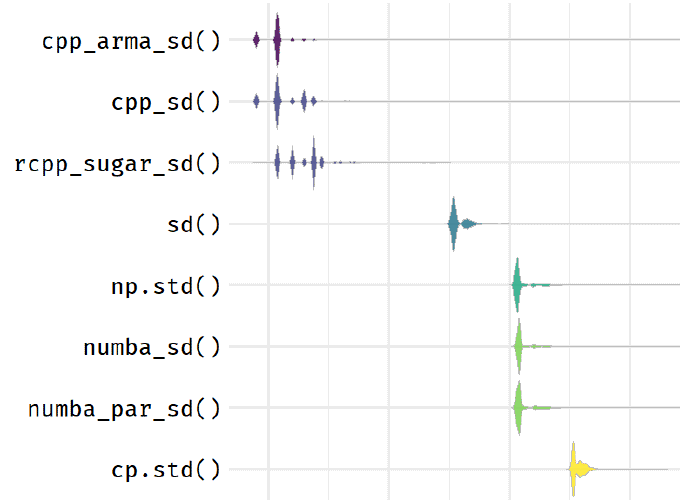 cpp_arma_sd()
cpp_sd()
rcpp_sugar_sd()
sd()
np.std()
numba_sd()
numba_par_sd()
cp.std()